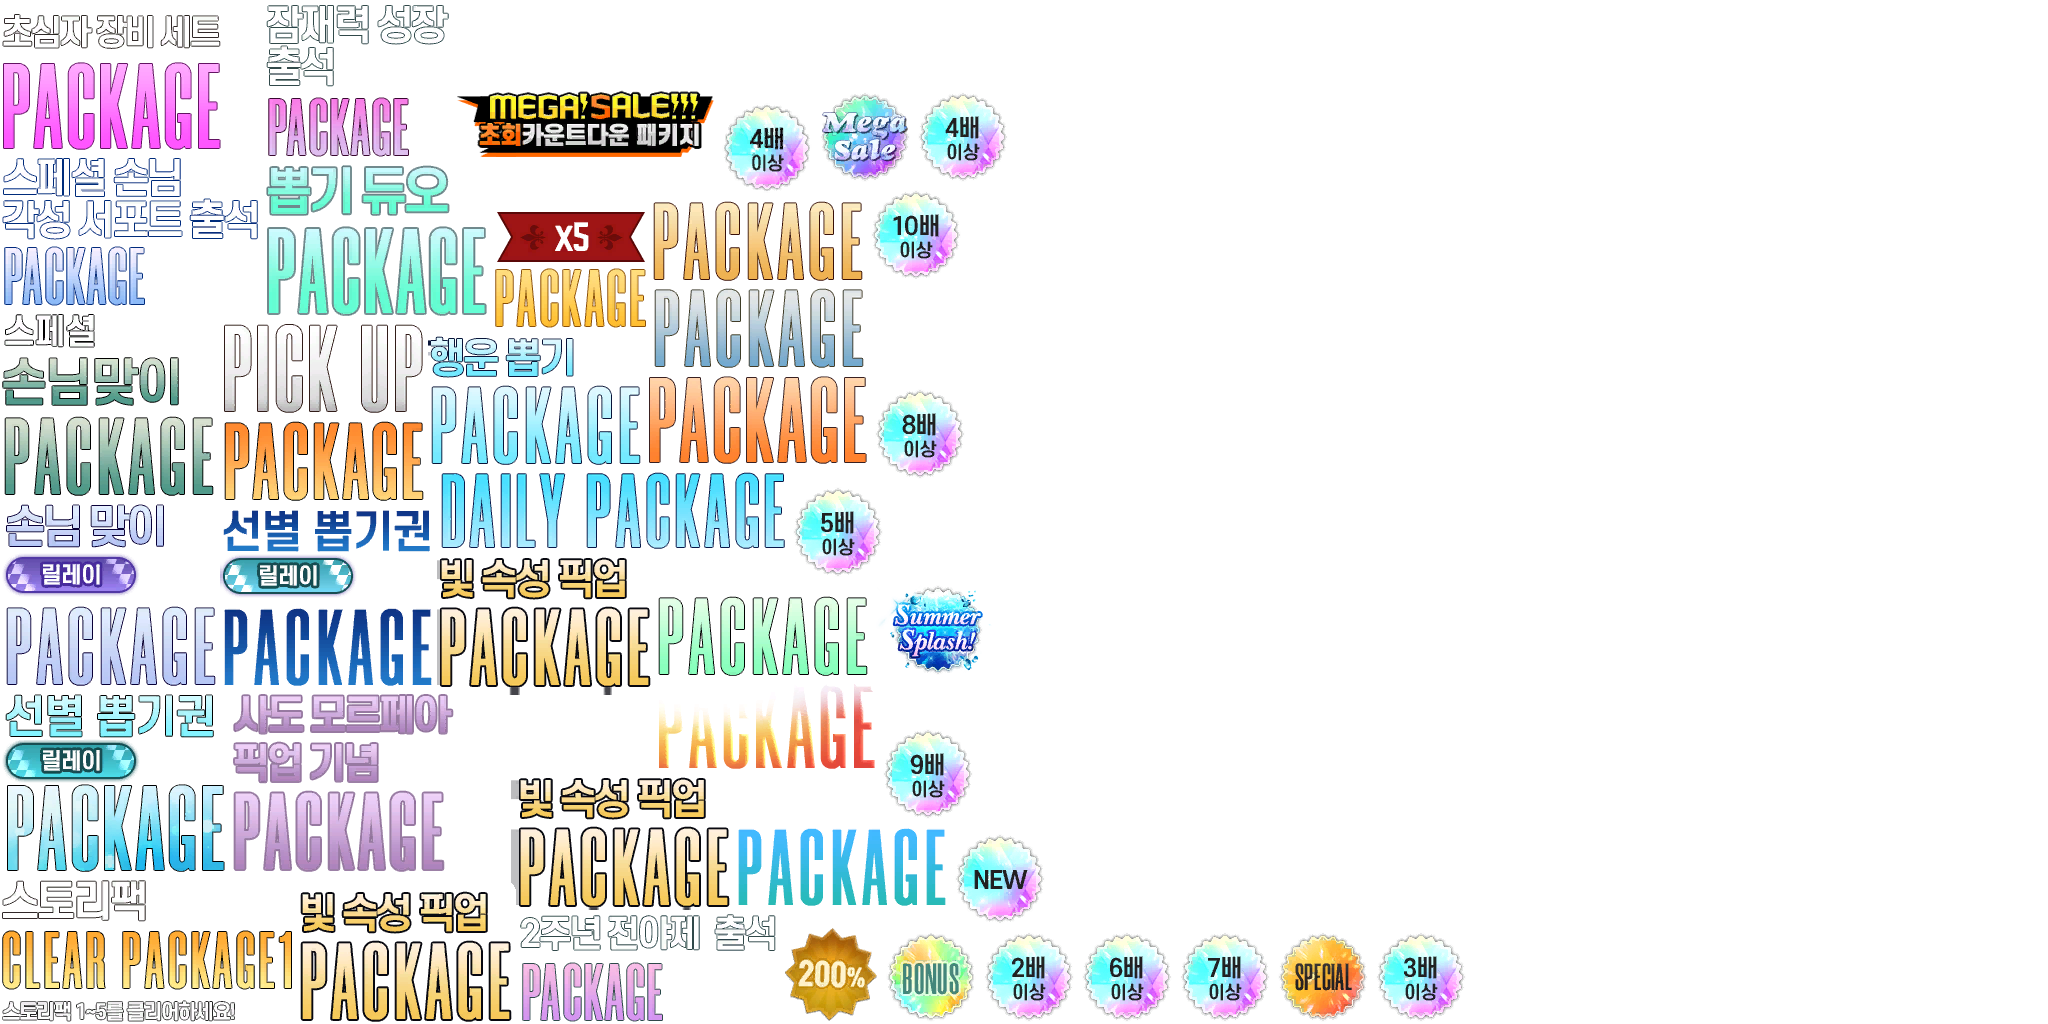 초심자 장비 세트
PACKAGE
잠재력 성장
출석
PACKAGE
MEGA! SALE!!!
초회카운트다운 패키지
4배
이상
Mega
Sale
4배
이상
스페셜 손님
각성 서포트 출석
PACKAGE
뽑기 듀오
PACKAGE
X5
PACKAGE
PACKAGE
10배
이상
PACKAGE
스페셜
손님맞이
PACKAGE
PICK UP
PACKAGE
행운 뽑기
PACKAGE
PACKAGE
8배
이상
DAILY PACKAGE
5배
이상
손님 맞이
릴레이
PACKAGE
선별 뽑기권
릴레이
PACKAGE
빛 속성 픽업
PACKAGE
PACKAGE
Summer
Splash!
선별 뽑기권
릴레이
PACKAGE
사도 모르페아
픽업 기념
PACKAGE
PACKAGE
9배
이상
빛 속성 픽업
PACKAGE
PACKAGE
NEW
스토리팩
CLEAR PACKAGE1
스토리팩 1~5를 클리어하세요!
빛 속성 픽업
PACKAGE
2주년 전야제 출석
PACKAGE
200%
BONUS
2배
이상
6배
이상
7배
이상
SPECIAL
3배
이상